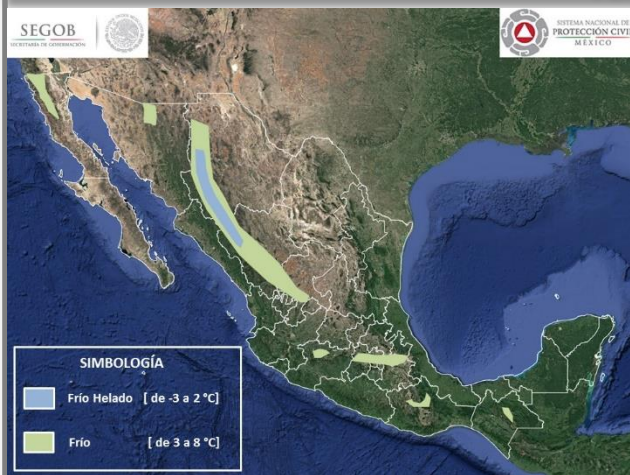 SEGOB
SECRETARÍA DE GOBERNACIÓN
SISTEMA NACIONAL DE
PROTECCIÓN CIVIL
MÉXICO
SIMBOLOGÍA
Frío Helado [ de -3 a 2 °C]
Frío [ de 3 a 8 °C]